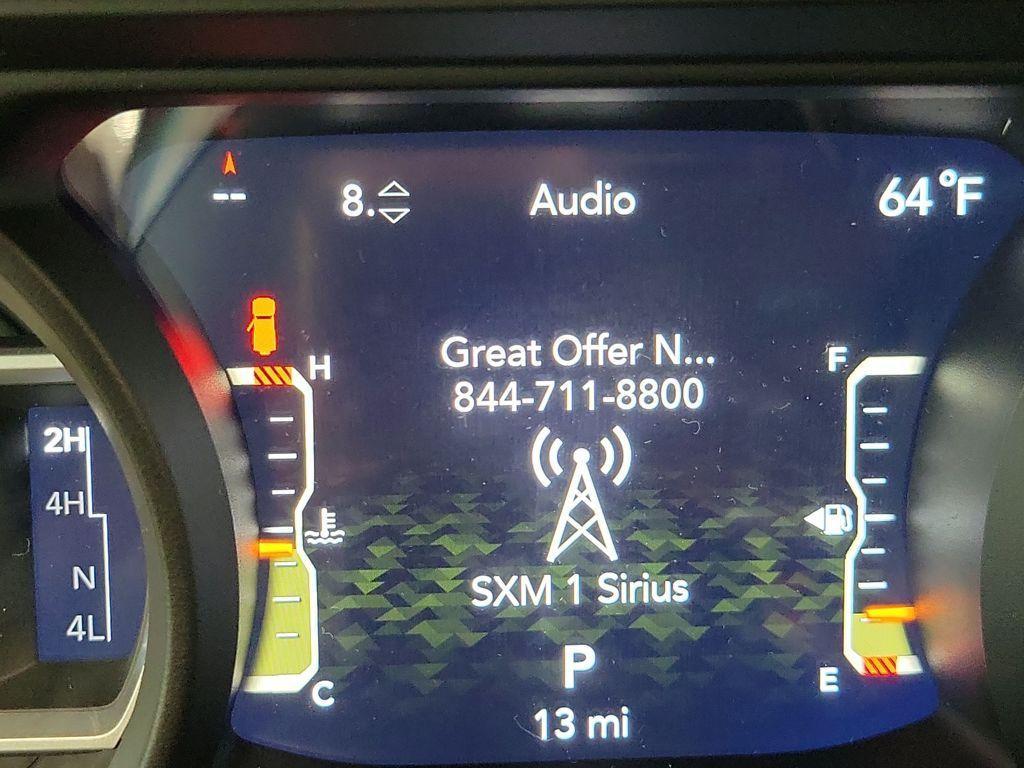 --
8.
Audio
64°F
H
Great Offer N...
844-711-8800
F
2H
4H
N
4L
SXM 1 Sirius
P
C
E
13 mi